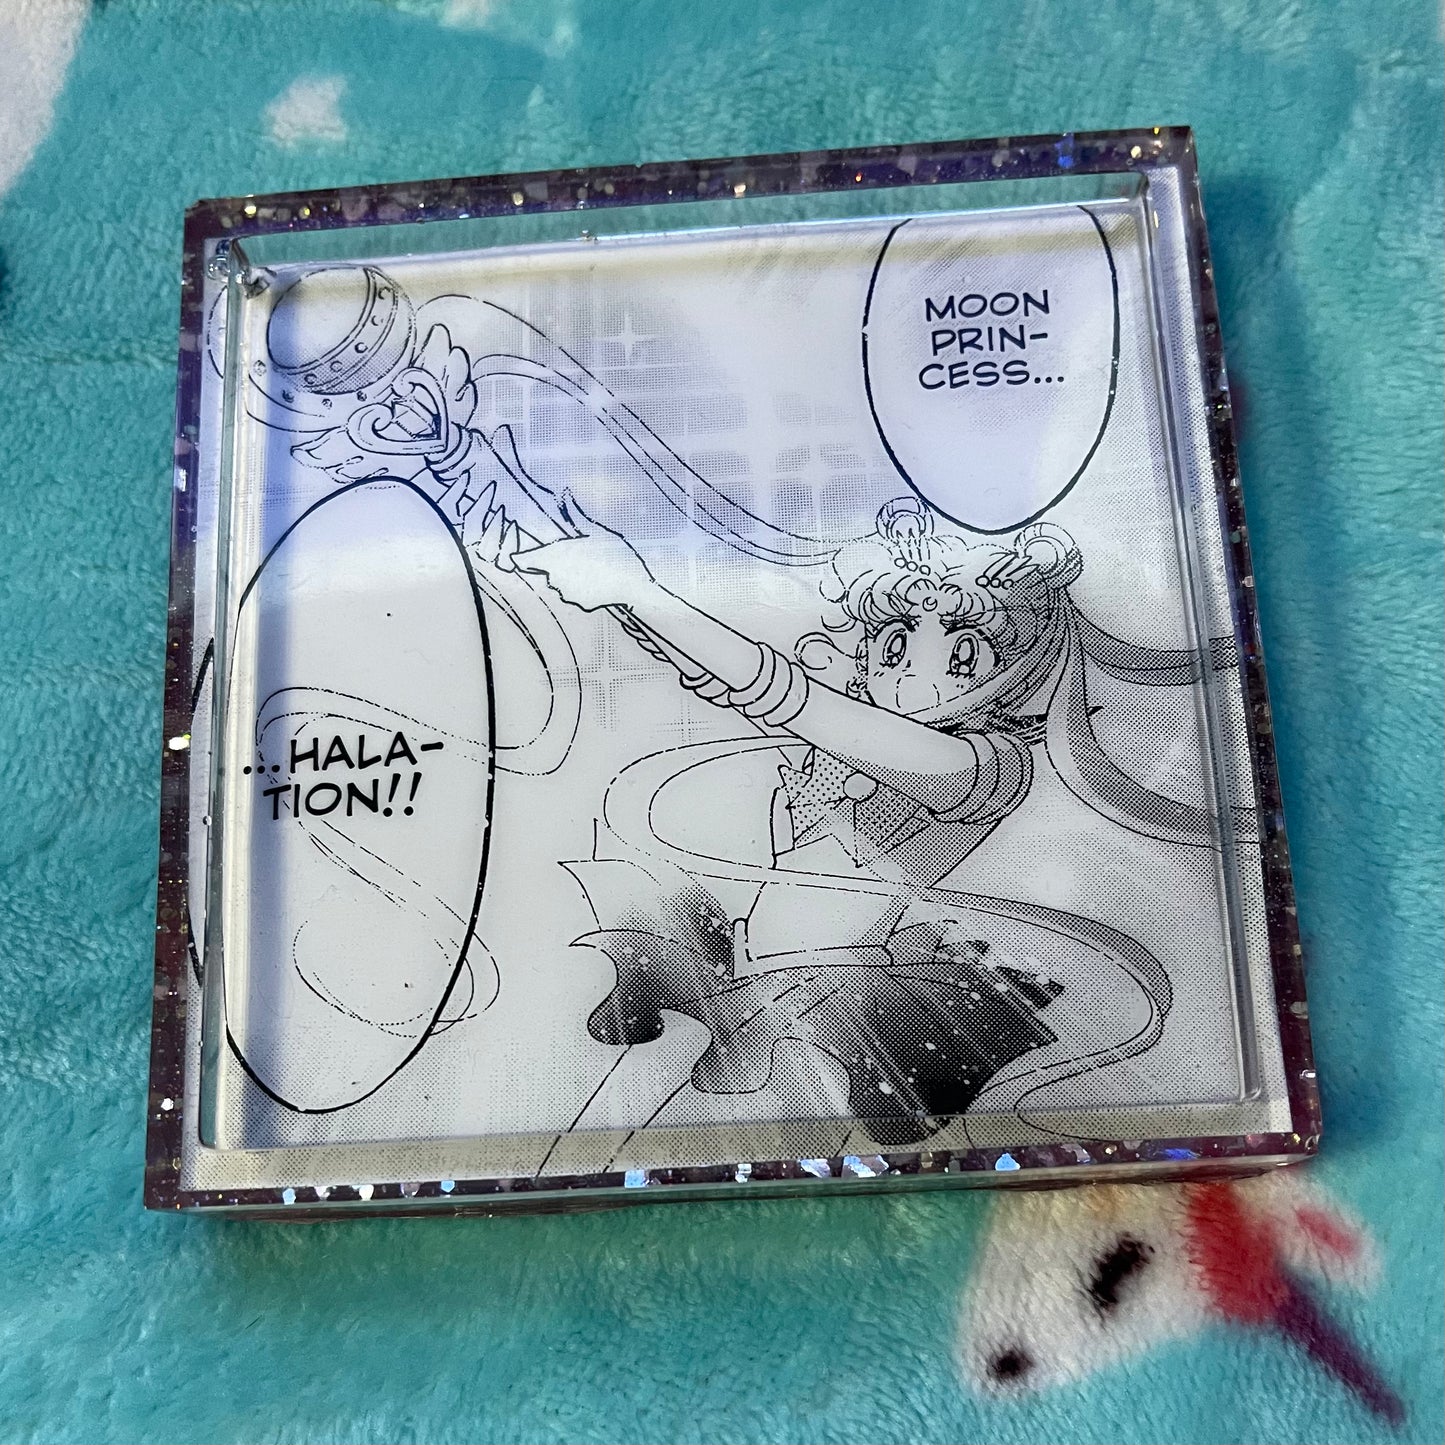 MOON
PRIN-
CESS...
...HALA-
TION!!